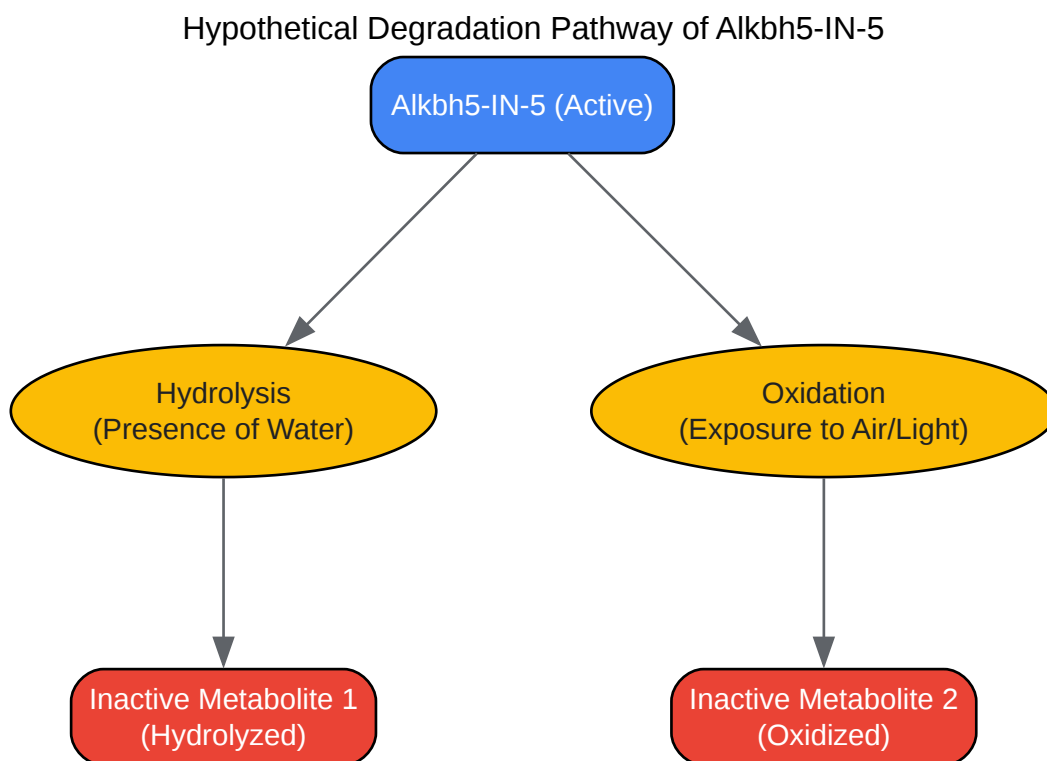 Hypothetical Degradation Pathway of Alkbh5-IN-5
Alkbh5-IN-5 (Active)
Hydrolysis
(Presence of Water)
Oxidation
(Exposure to Air/Light)
Inactive Metabolite 1
(Hydrolyzed)
Inactive Metabolite 2
(Oxidized)